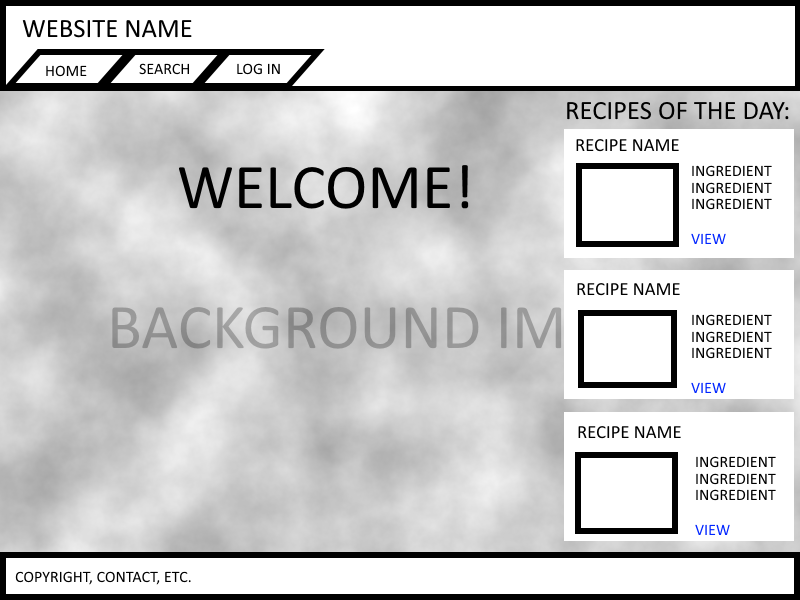 WEBSITE NAME
HOME
SEARCH
LOG IN
RECIPES OF THE DAY:
WELCOME!
BACKGROUND IM
RECIPE NAME
INGREDIENT
INGREDIENT
INGREDIENT
VIEW
RECIPE NAME
INGREDIENT
INGREDIENT
INGREDIENT
VIEW
RECIPE NAME
INGREDIENT
INGREDIENT
INGREDIENT
VIEW
COPYRIGHT, CONTACT, ETC.